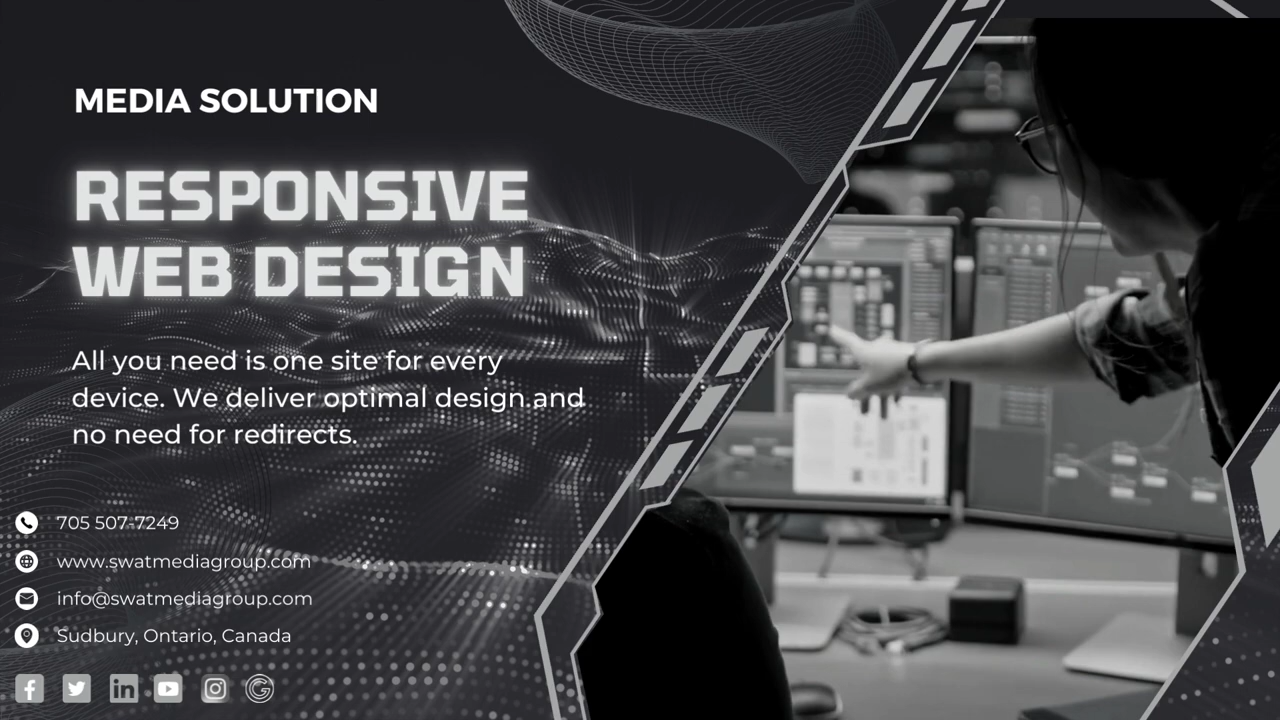 MEDIA SOLUTION
RESPONSIVE
WEB DESIGN
All you need is one site for every
device. We deliver optimal design and
no need for redirects.
705 507-7249
www.swatmediagroup.com
info@swatmediagroup.com
Sudbury, Ontario, Canada